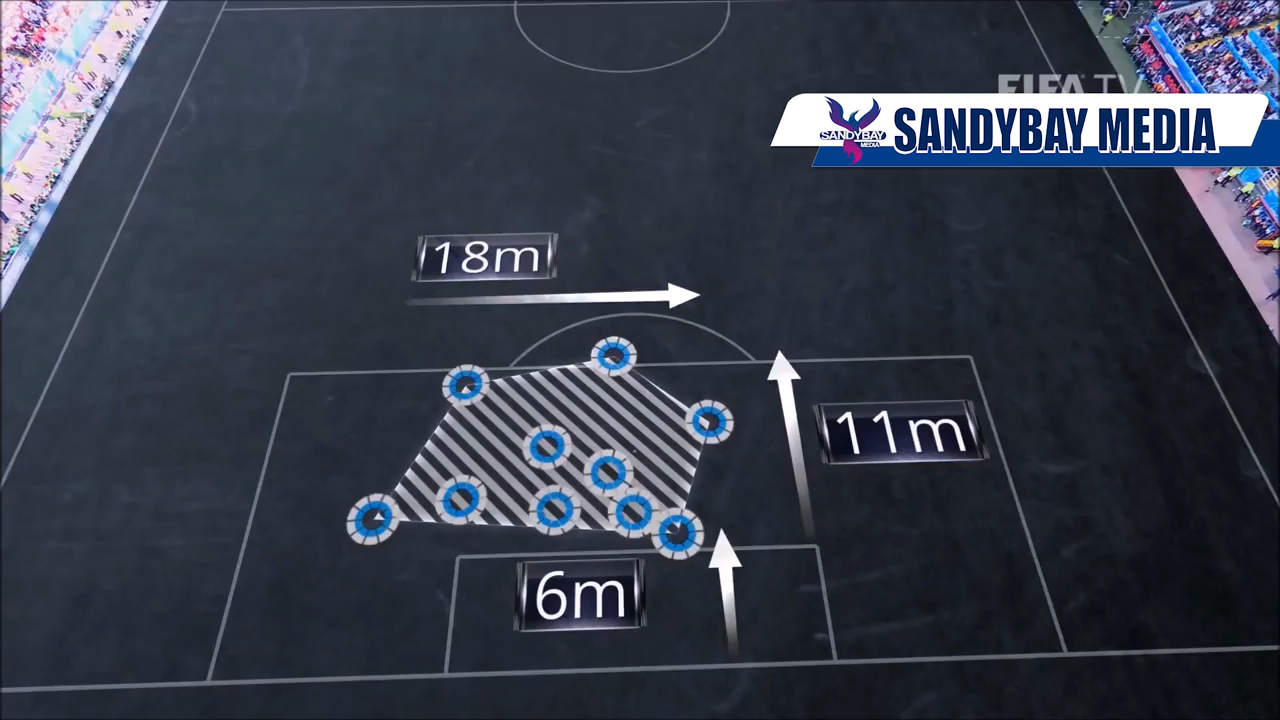 FIFA TV
SANDYBAY
MEDIA
SANDYBAY MEDIA
18m
11m
6m